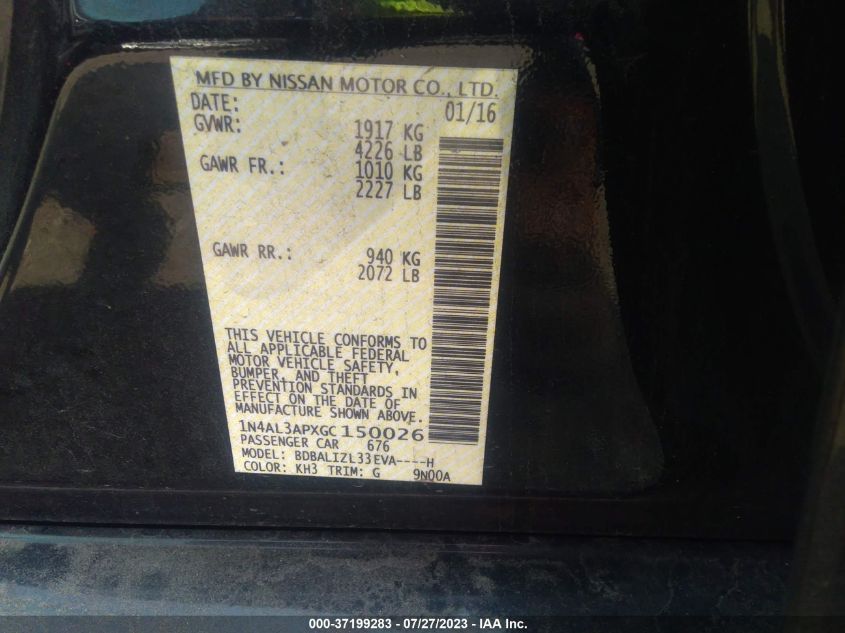 MFD BY NISSAN MOTOR CO., LTD.
DATE: 01/16
GVWR: 1917 KG
4226 LB
GAWR FR.: 1010 KG
2227 LB
GAWR RR.: 940 KG
2072 LB
THIS VEHICLE CONFORMS TO
ALL APPLICABLE FEDERAL
MOTOR VEHICLE SAFETY,
BUMPER, AND THEFT
PREVENTION STANDARDS IN
EFFECT ON THE DATE OF
MANUFACTURE SHOWN ABOVE.
1N4AL3APXGC150026
PASSENGER CAR 676
MODEL: BDBALIZL33EVA----H
COLOR: KH3 TRIM: G 9N00A
000-37199283 - 07/27/2023 - IAA Inc.